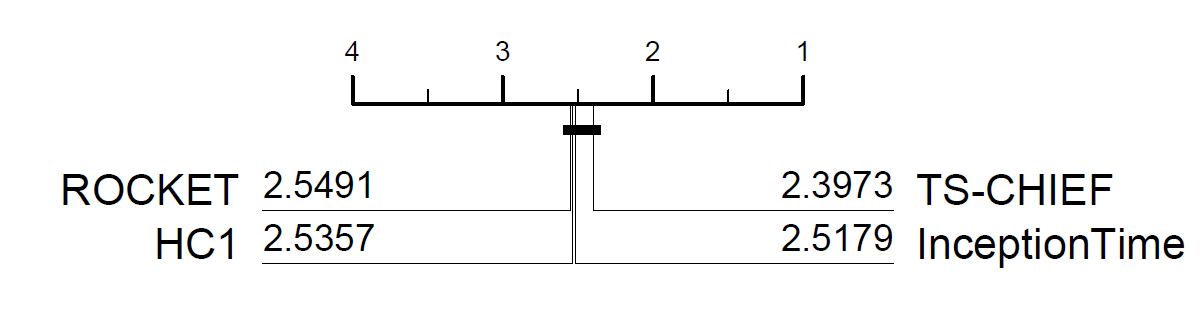 4 3 2 1
ROCKET 2.5491 2.3973 TS-CHIEF
HC1 2.5357 2.5179 InceptionTime